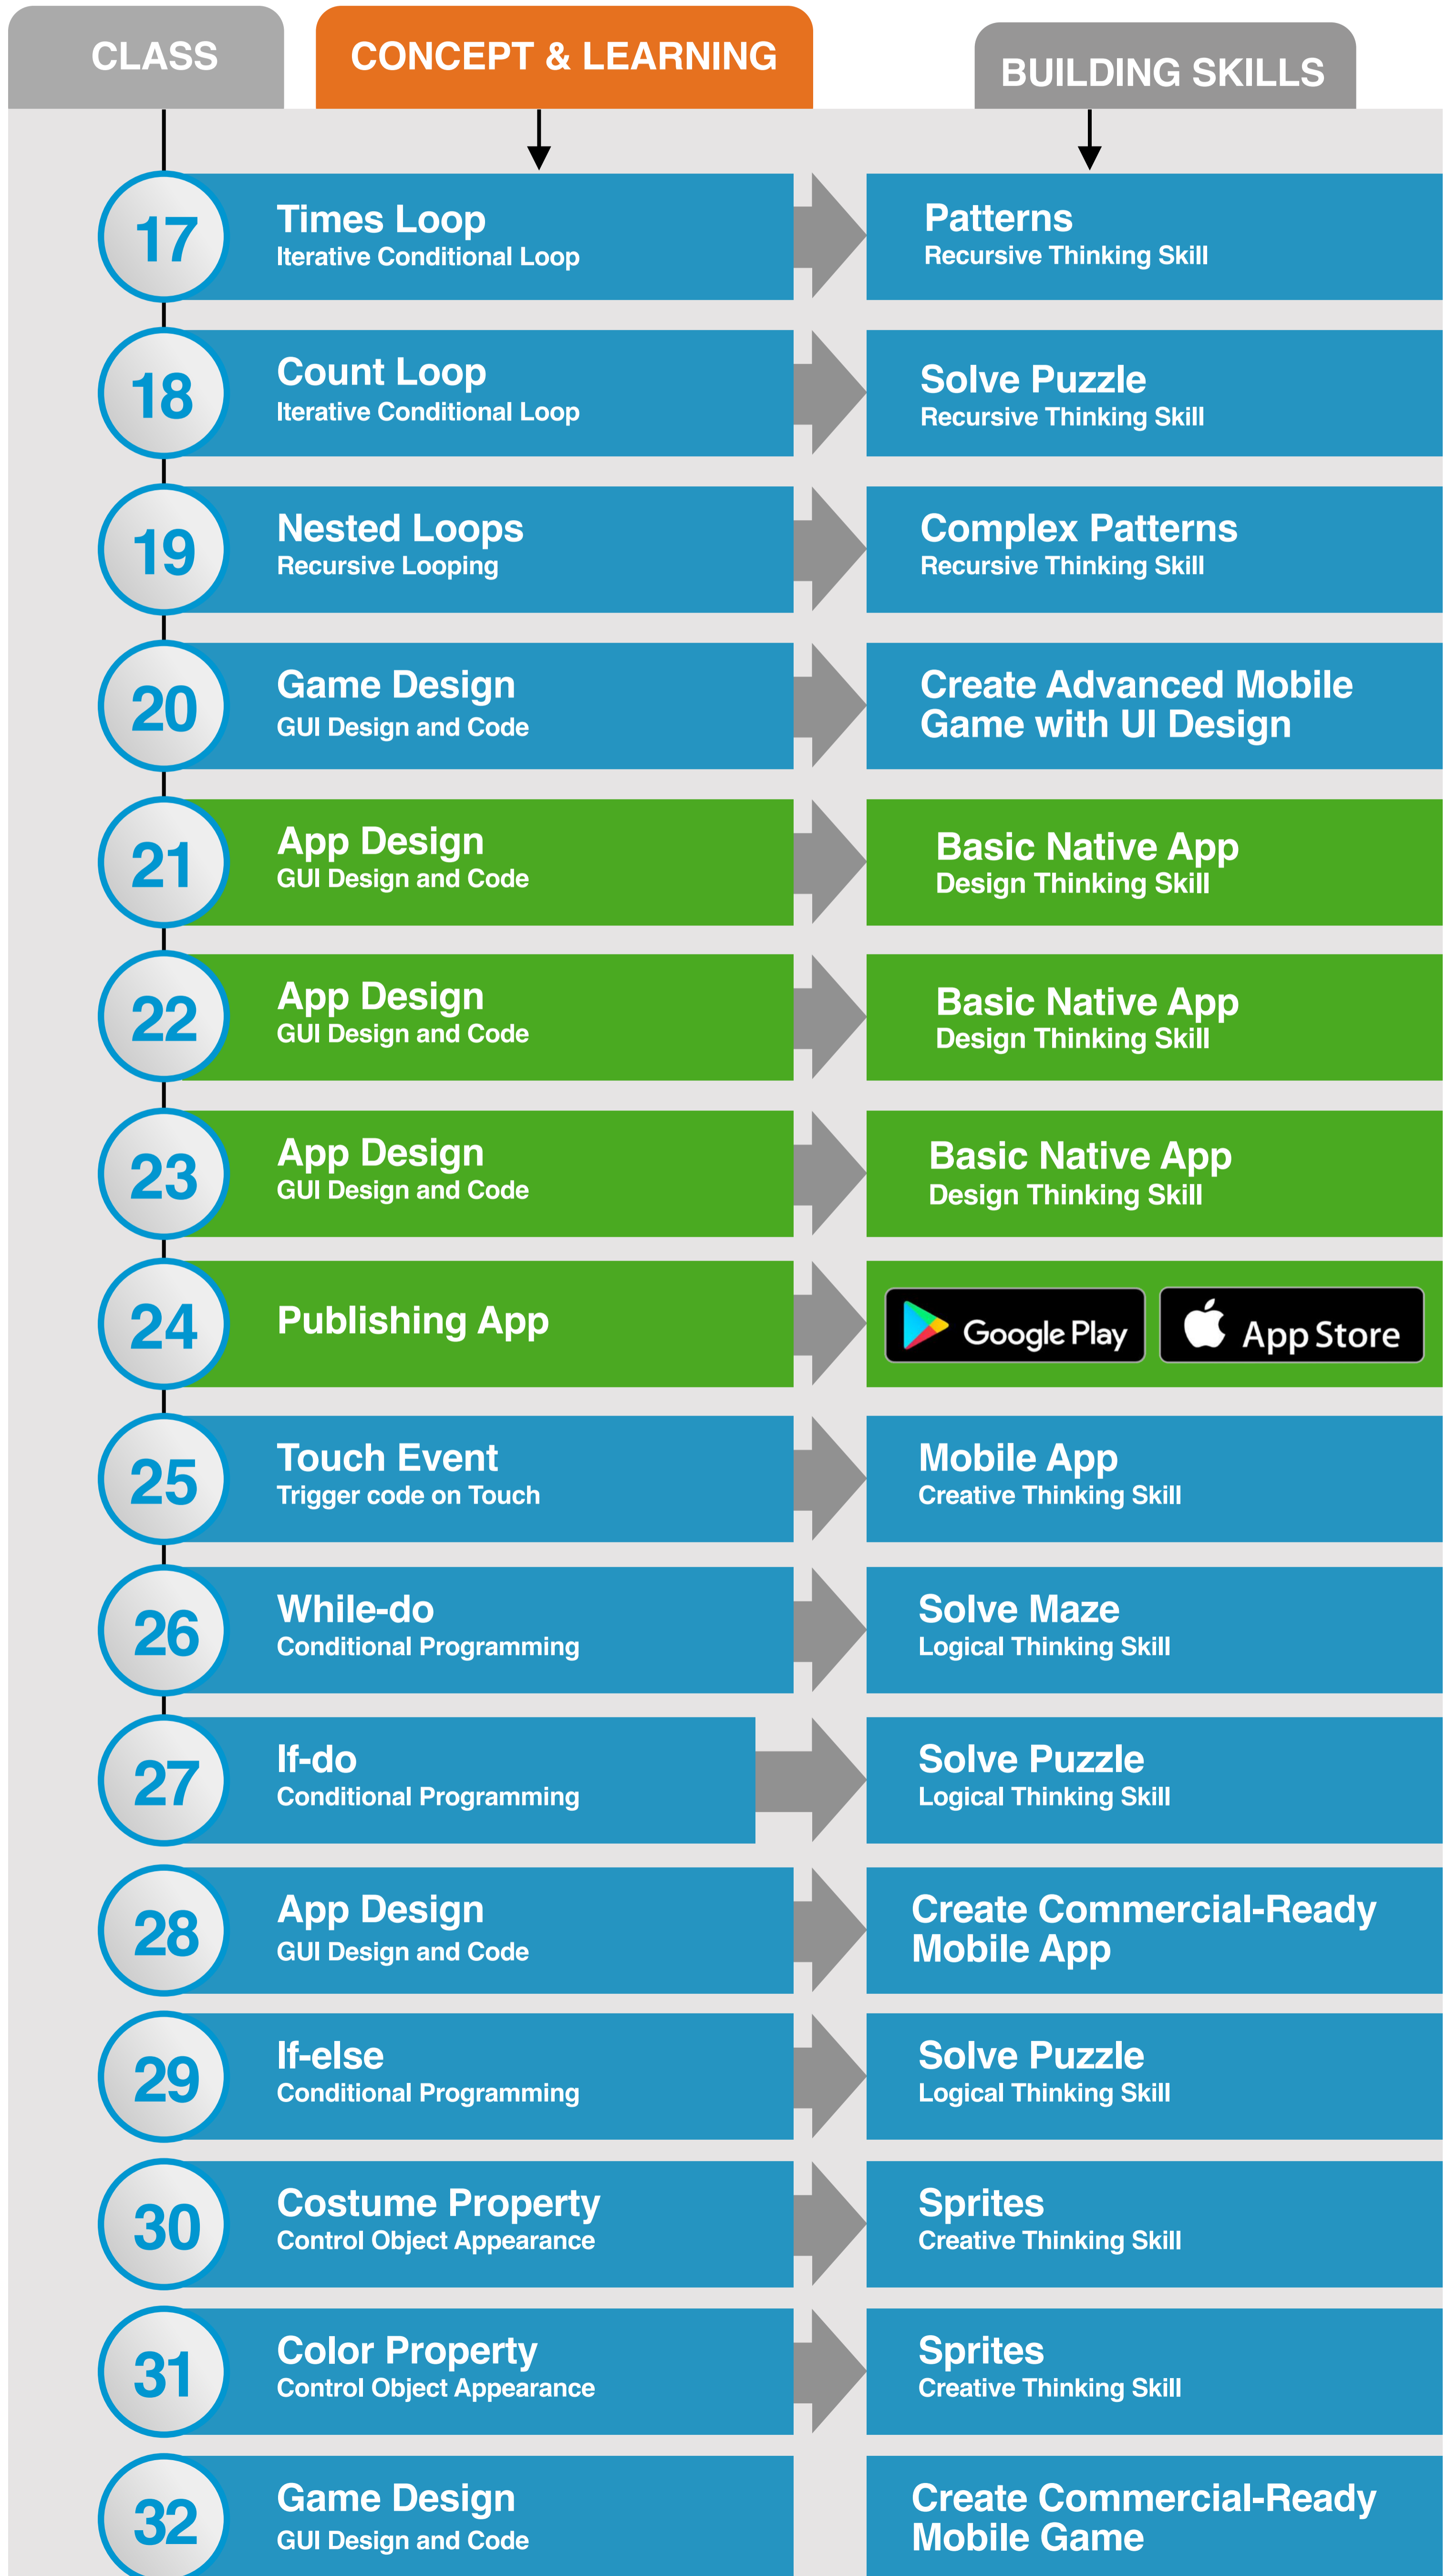 CLASS
CONCEPT & LEARNING
BUILDING SKILLS
17
Times Loop
Iterative Conditional Loop
Patterns
Recursive Thinking Skill
18
Count Loop
Iterative Conditional Loop
Solve Puzzle
Recursive Thinking Skill
19
Nested Loops
Recursive Looping
Complex Patterns
Recursive Thinking Skill
20
Game Design
GUI Design and Code
Create Advanced Mobile
Game with UI Design
21
App Design
GUI Design and Code
Basic Native App
Design Thinking Skill
22
App Design
GUI Design and Code
Basic Native App
Design Thinking Skill
23
App Design
GUI Design and Code
Basic Native App
Design Thinking Skill
24
Publishing App
Google Play
App Store
25
Touch Event
Trigger code on Touch
Mobile App
Creative Thinking Skill
26
While-do
Conditional Programming
Solve Maze
Logical Thinking Skill
27
If-do
Conditional Programming
Solve Puzzle
Logical Thinking Skill
28
App Design
GUI Design and Code
Create Commercial-Ready
Mobile App
29
If-else
Conditional Programming
Solve Puzzle
Logical Thinking Skill
30
Costume Property
Control Object Appearance
Sprites
Creative Thinking Skill
31
Color Property
Control Object Appearance
Sprites
Creative Thinking Skill
32
Game Design
GUI Design and Code
Create Commercial-Ready
Mobile Game